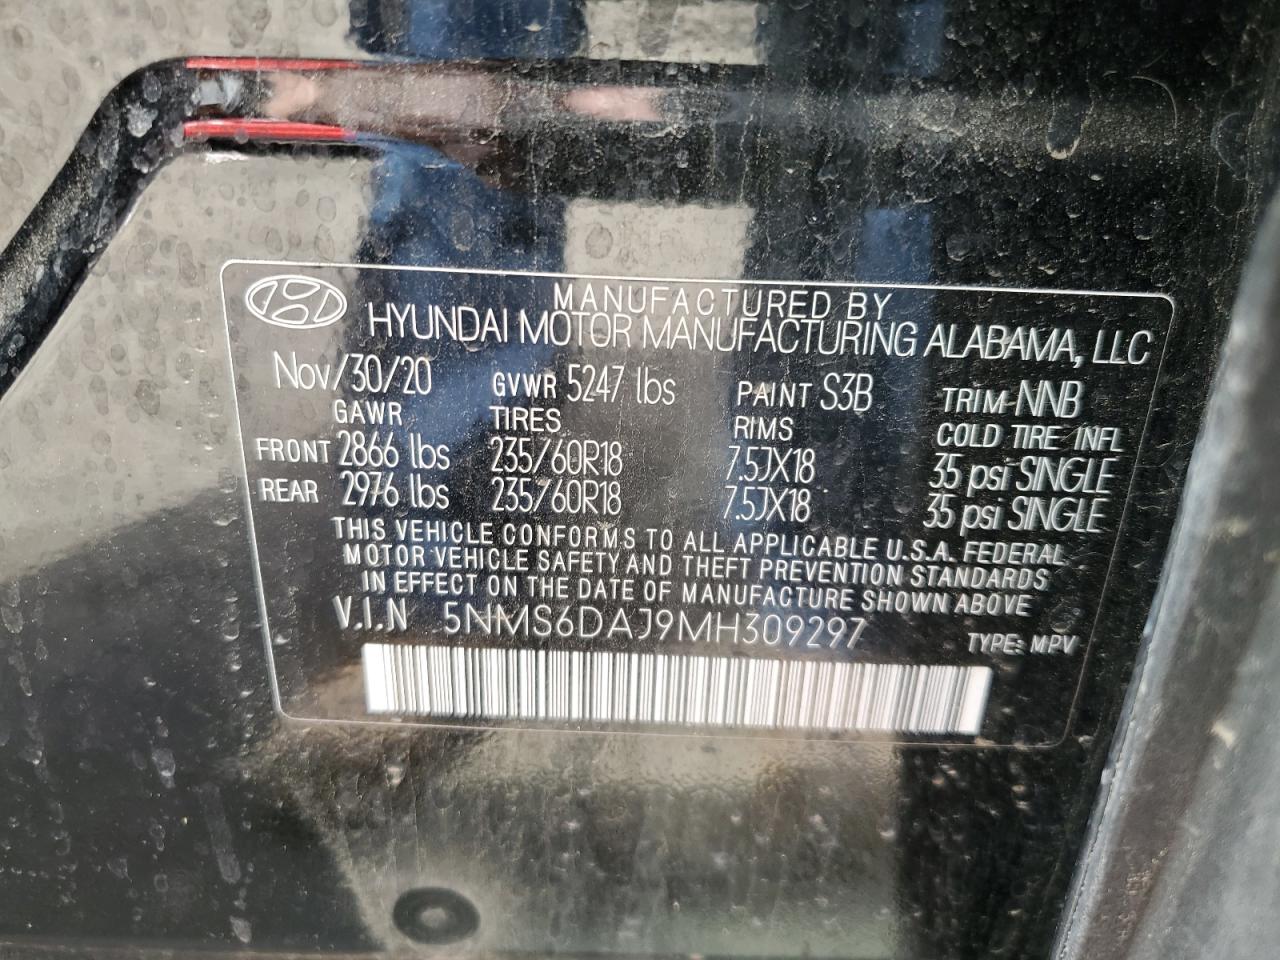 MANUFACTURED BY
HYUNDAI MOTOR MANUFACTURING ALABAMA, LLC
Nov/30/20 GVWR 5247 lbs PAINT S3B TRIM NNB
GAWR TIRES RIMS COLD TIRE INFL
FRONT 2866 lbs 235/60R18 7.5JX18 35 psi SINGLE
REAR 2976 lbs 235/60R18 7.5JX18 35 psi SINGLE
THIS VEHICLE CONFORMS TO ALL APPLICABLE U.S.A. FEDERAL
MOTOR VEHICLE SAFETY AND THEFT PREVENTION STANDARDS
IN EFFECT ON THE DATE OF MANUFACTURE SHOWN ABOVE
V.I.N 5NMS6DAJ9MH309297 TYPE: MPV